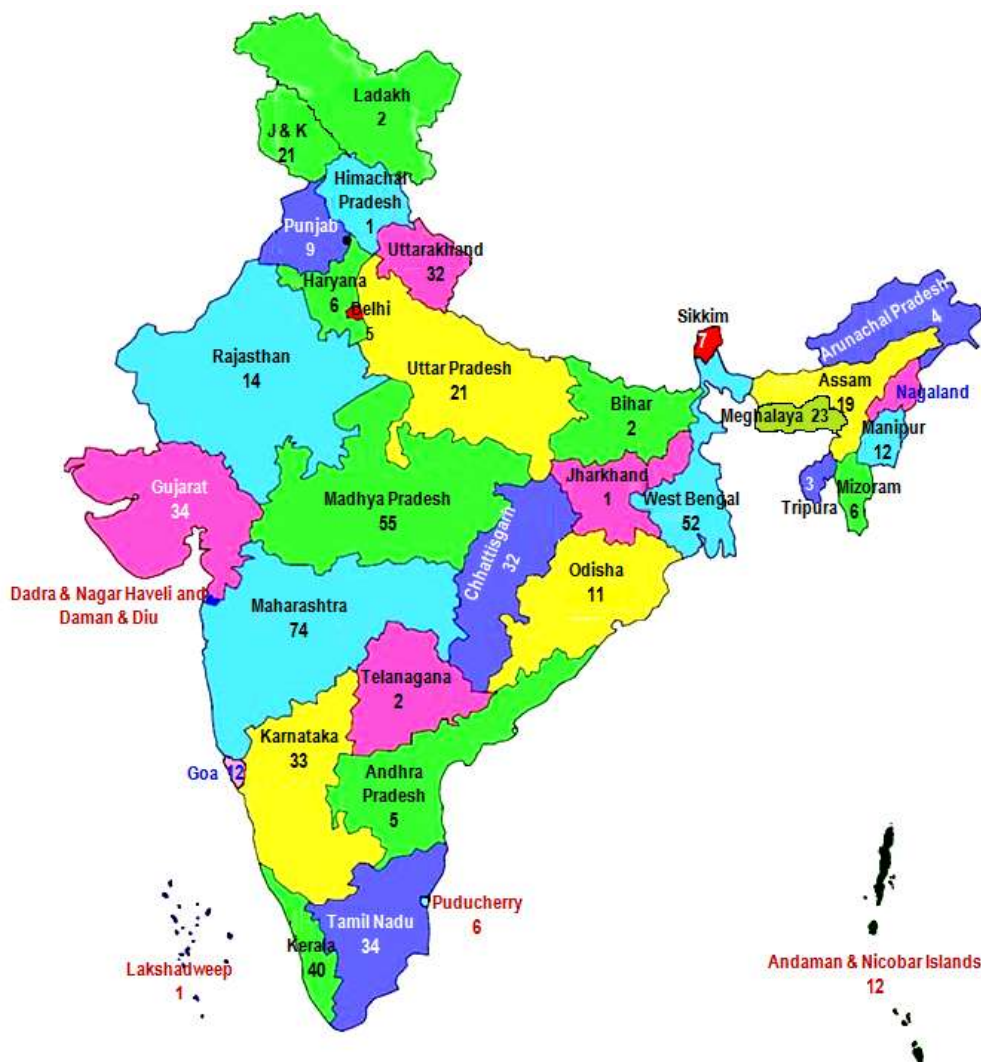 Ladakh
2
J & K
21
Himachal
Pradesh
1
Punjab
9
Uttarakhand
32
Haryana
6
Delhi
5
Arunachal Pradesh
4
Sikkim
7
Rajasthan
14
Uttar Pradesh
21
Assam
19
Nagaland
Bihar
2
Meghalaya 23
Manipur
12
Gujarat
34
Madhya Pradesh
55
Jharkhand
1
West Bengal
52
3
Tripura
Mizoram
6
Chhattisgarh
32
Odisha
11
Dadra & Nagar Haveli and
Daman & Diu
Maharashtra
74
Telanagana
2
Karnataka
33
Goa 12
Andhra
Pradesh
5
Puducherry
6
Tamil Nadu
34
Kerala
40
Lakshadweep
1
Andaman & Nicobar Islands
12